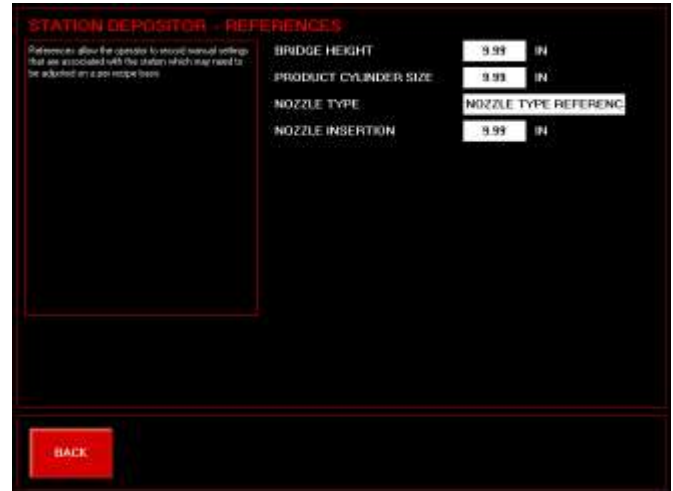 STATION DEPOSITOR - REFERENCES
References allow the operator to record manual settings
that are associated with the station which may need to
be adjusted on a per recipe basis
BRIDGE HEIGHT 9.99 IN
PRODUCT CYLINDER SIZE 9.99 IN
NOZZLE TYPE NOZZLE TYPE REFERENC
NOZZLE INSERTION 9.99 IN
BACK